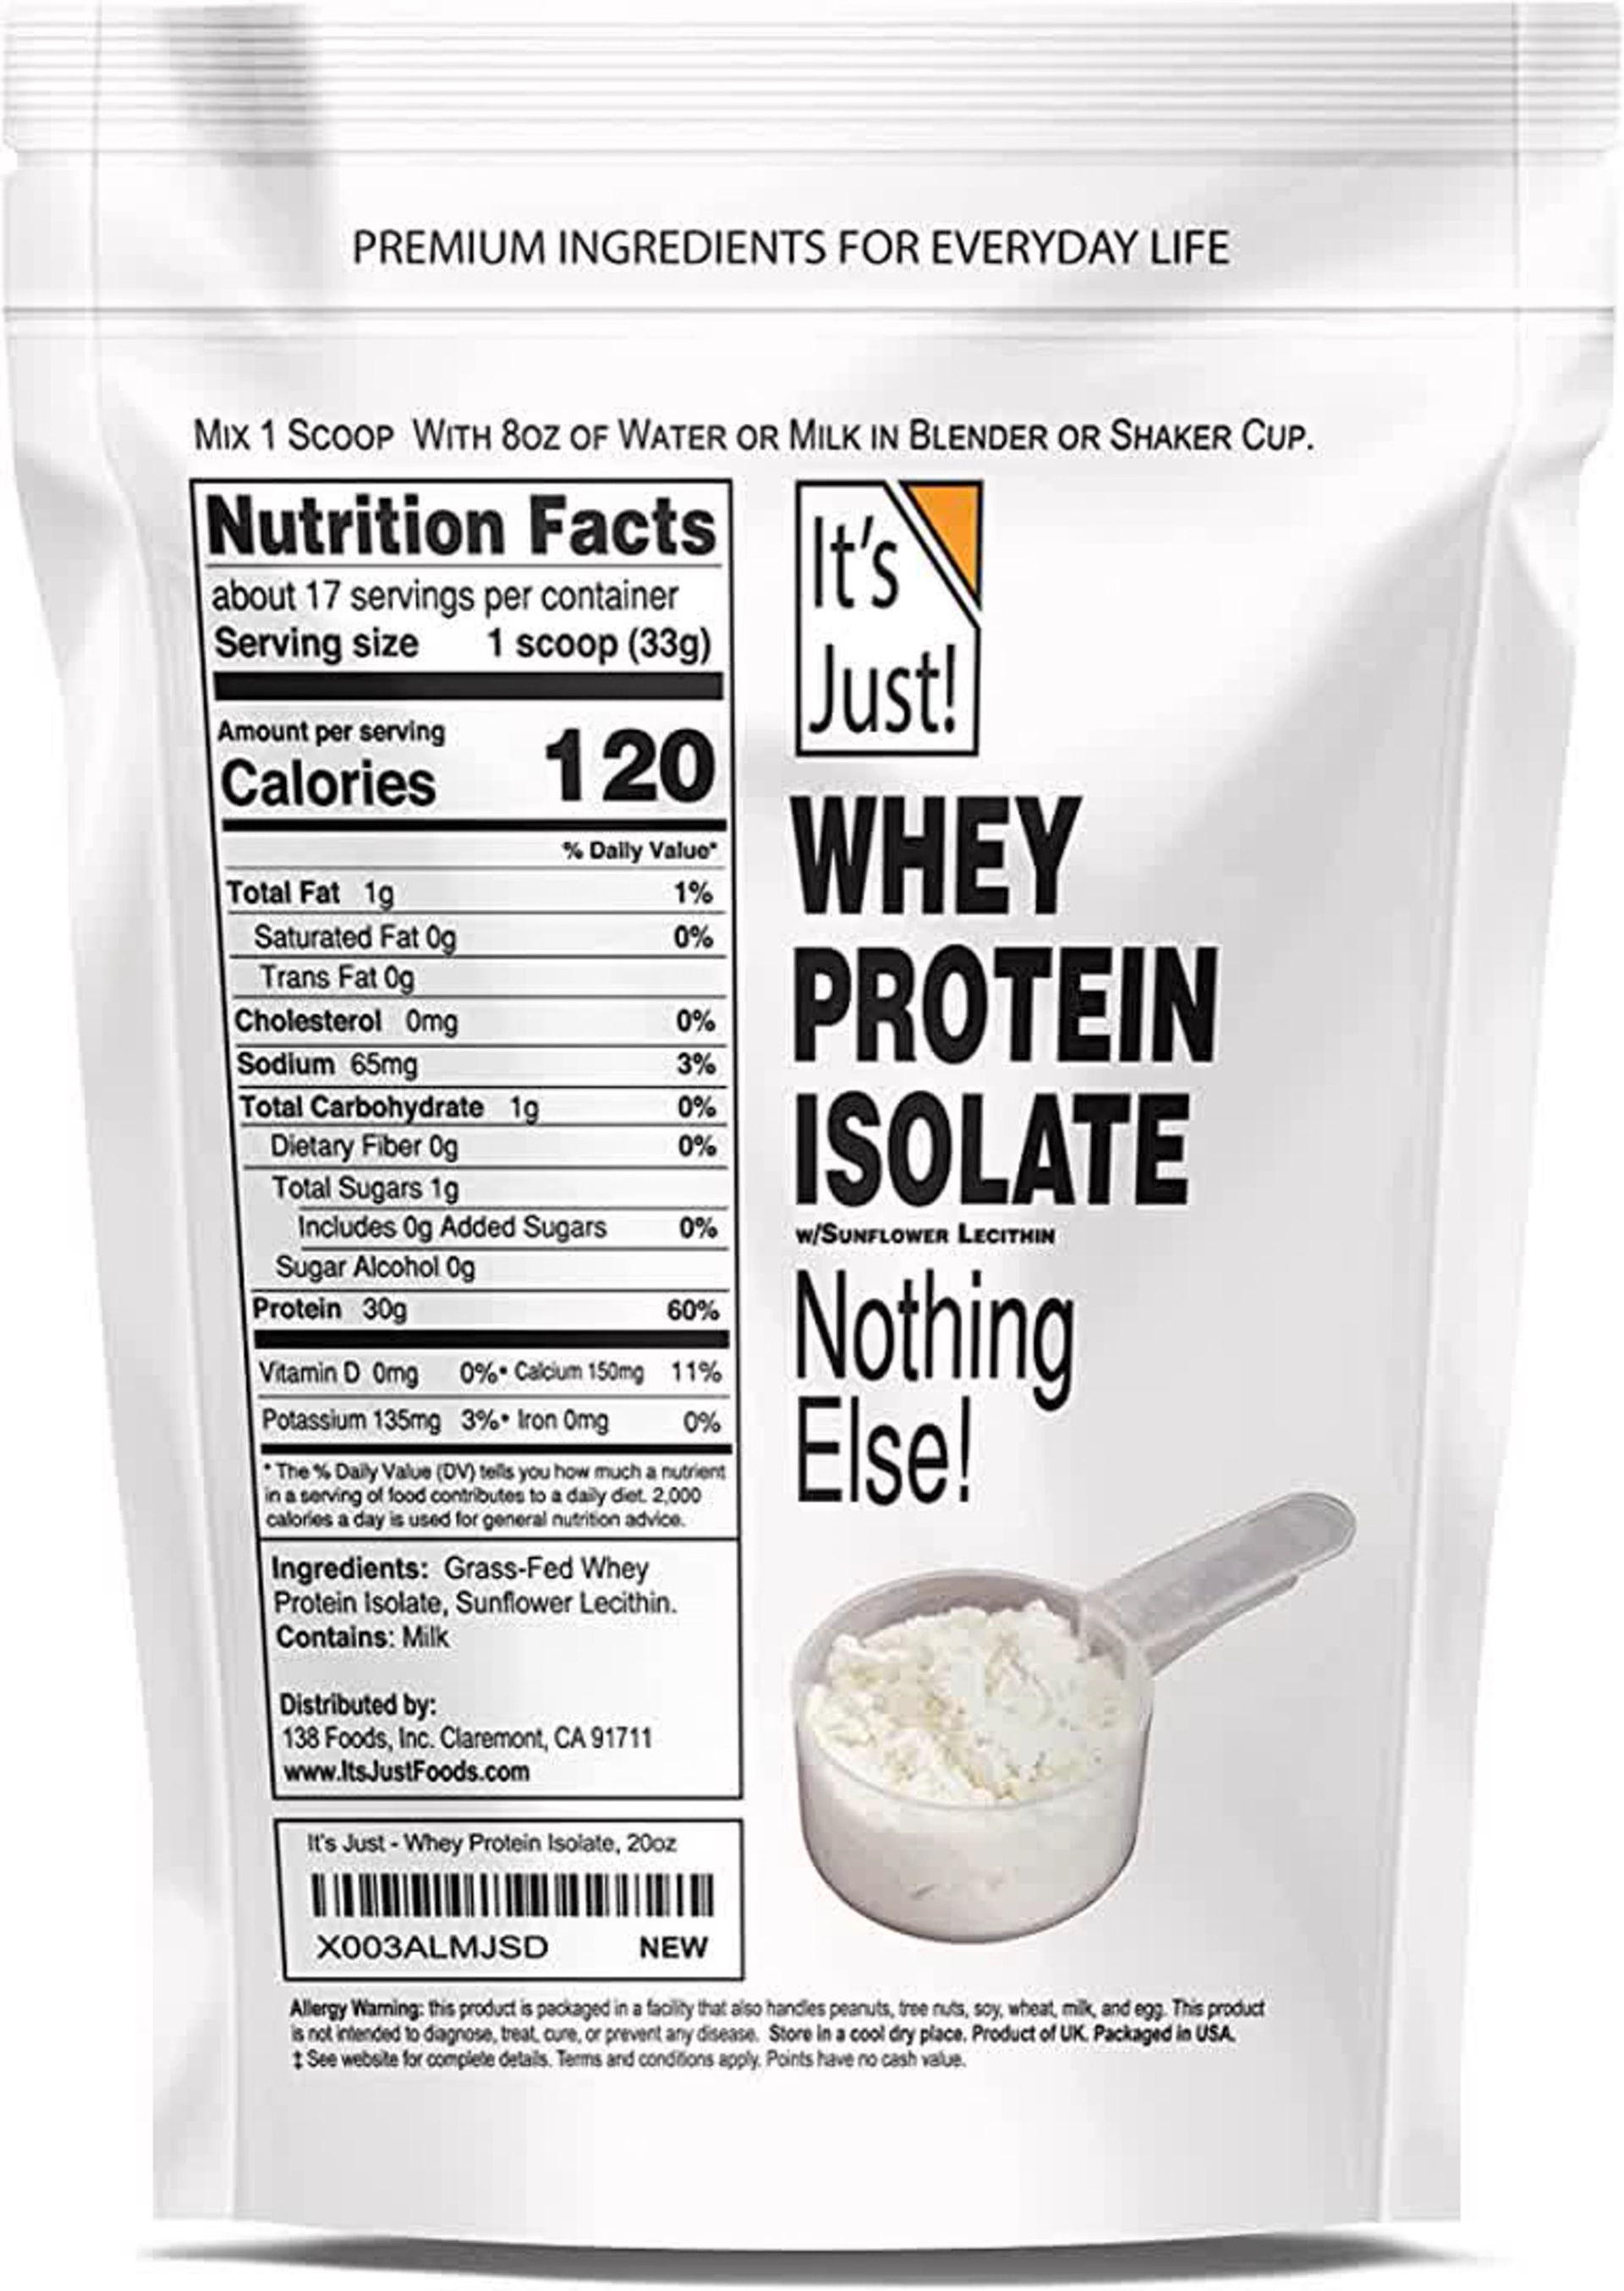 PREMIUM INGREDIENTS FOR EVERYDAY LIFE
MIX 1 SCOOP WITH 8OZ OF WATER OR MILK IN BLENDER OR SHAKER CUP.
Nutrition Facts
about 17 servings per container
Serving size 1 scoop (33g)
Amount per serving
Calories 120
% Daily Value*
Total Fat 1g 1%
Saturated Fat 0g 0%
Trans Fat 0g
Cholesterol 0mg 0%
Sodium 65mg 3%
Total Carbohydrate 1g 0%
Dietary Fiber 0g 0%
Total Sugars 1g
Includes 0g Added Sugars 0%
Sugar Alcohol 0g
Protein 30g 60%
Vitamin D 0mg 0% • Calcium 150mg 11%
Potassium 135mg 3% • Iron 0mg 0%
* The % Daily Value (DV) tells you how much a nutrient
in a serving of food contributes to a daily diet. 2,000
calories a day is used for general nutrition advice.
Ingredients: Grass-Fed Whey
Protein Isolate, Sunflower Lecithin.
Contains: Milk
Distributed by:
138 Foods, Inc. Claremont, CA 91711
www.ItsJustFoods.com
It's Just - Whey Protein Isolate, 20oz
X003ALMJSD NEW
It's
Just!
WHEY
PROTEIN
ISOLATE
W/SUNFLOWER LECITHIN
Nothing
Else!
Allergy Warning: this product is packaged in a facility that also handles peanuts, tree nuts, soy, wheat, milk, and egg. This product
is not intended to diagnose, treat, cure, or prevent any disease. Store in a cool dry place. Product of UK. Packaged in USA.
‡ See website for complete details. Terms and conditions apply. Points have no cash value.